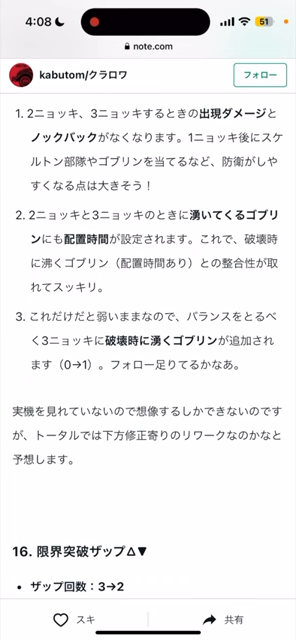 4:08
51
note.com
kabutom/クラロワ
フォロー
1. 2ニョッキ、3ニョッキするときの出現ダメージと
ノックバックがなくなります。1ニョッキ後にスケ
ルトン部隊やゴブリンを当てるなど、防衛がしや
すくなる点は大きそう！
2. 2ニョッキと3ニョッキのときに湧いてくるゴブリ
ンにも配置時間が設定されます。これで、破壊時
に沸くゴブリン（配置時間あり）との整合性が取
れてスッキリ。
3. これだけだと弱いままなので、バランスをとるべ
く3ニョッキに破壊時に湧くゴブリンが追加され
ます（0→1）。フォロー足りてるかなあ。
実機を見れていないので想像するしかできないのです
が、トータルでは下方修正寄りのリワークなのかなと
予想します。
16. 限界突破ザップ△▼
• ザップ回数：3→2
スキ
共有